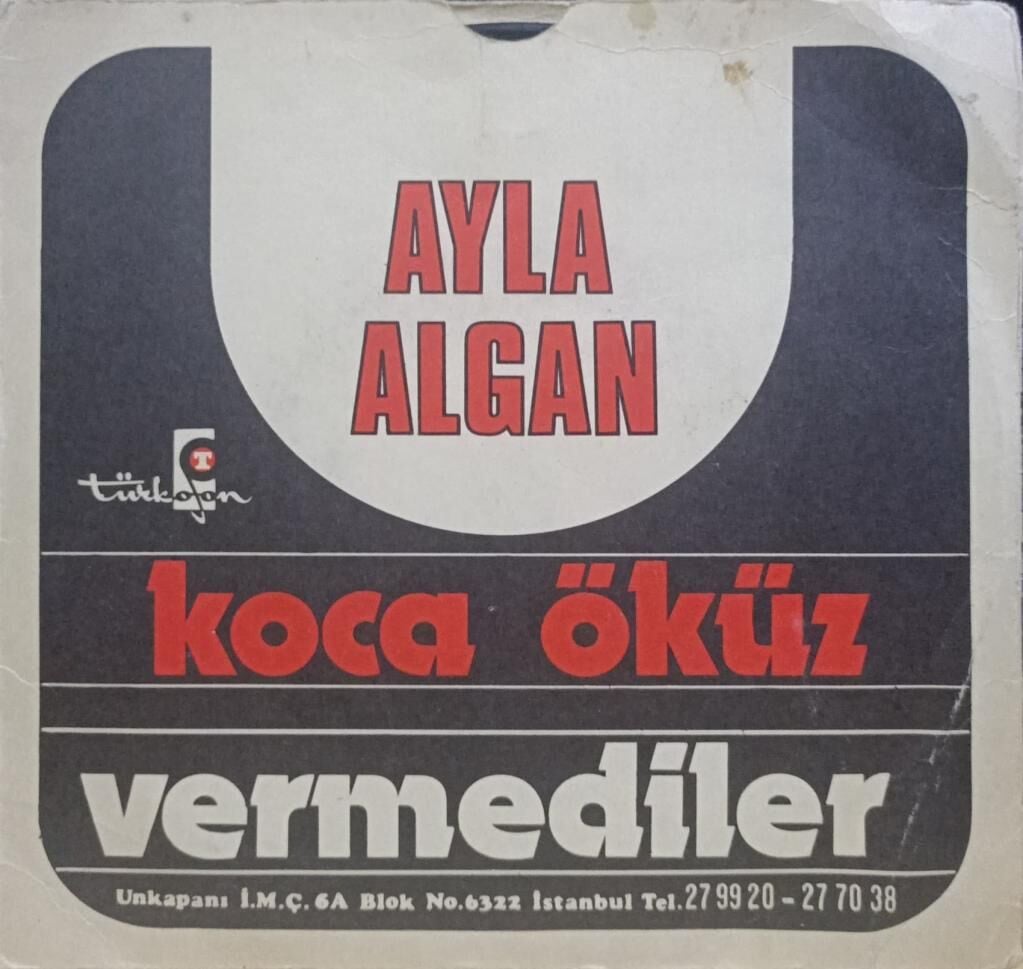 AYLA
ALGAN
T
türkofon
koca öküz
vermediler
Unkapanı İ.M.Ç. 6A Blok No.6322 İstanbul Tel.27 99 20 - 27 70 38